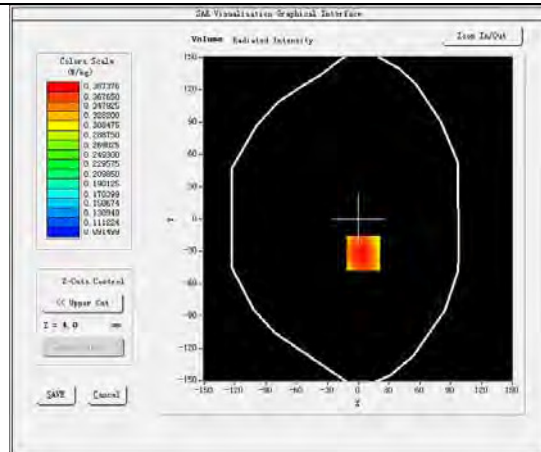 SAR Visualisation Graphical Interface
Volume Radiated Intensity
Zoom In/Out
Colors Scale
(W/kg)
0.387376
0.367650
0.347925
0.328200
0.308475
0.288750
0.269025
0.249300
0.229575
0.209850
0.190125
0.170399
0.150674
0.130949
0.111224
0.091499
150
120
90
60
30
0
-30
-60
-90
-120
-150
Y
-150 -120 -90 -60 -30 0 30 60 90 120 150
X
Z-Cuts Control
<< Upper Cut
Z = 4.0 mm
SAVE Cancel